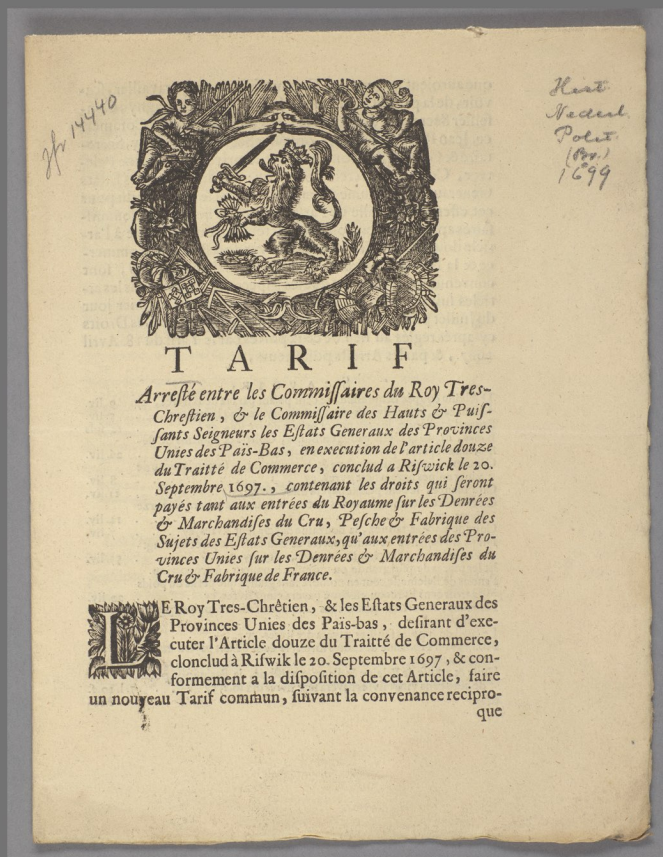 Jfr 14440
Hist.
Nederl.
Polit.
(Br.)
1699
TARIF
Arreſté entre les Commiſſaires du Roy Tres-
Chreſtien, & le Commiſſaire des Hauts & Puiſ-
ſants Seigneurs les Eſtats Generaux des Provinces
Unies des Païs-Bas, en execution de l'article douze
du Traitté de Commerce, conclud a Riſwick le 20.
Septembre 1697., contenant les droits qui ſeront
payés tant aux entrées du Royaume ſur les Denrées
& Marchandiſes du Cru, Peſche & Fabrique des
Sujets des Eſtats Generaux, qu'aux entrées des Pro-
vinces Unies ſur les Denrées & Marchandiſes du
Cru & Fabrique de France.
LE Roy Tres-Chrêtien, & les Eſtats Generaux des
Provinces Unies des Païs-bas, deſirant d'exe-
cuter l'Article douze du Traitté de Commerce,
clonclud à Riſwik le 20. Septembre 1697, & con-
formement a la diſpoſition de cet Article, faire
un nouveau Tarif commun, ſuivant la convenance recipro-
que